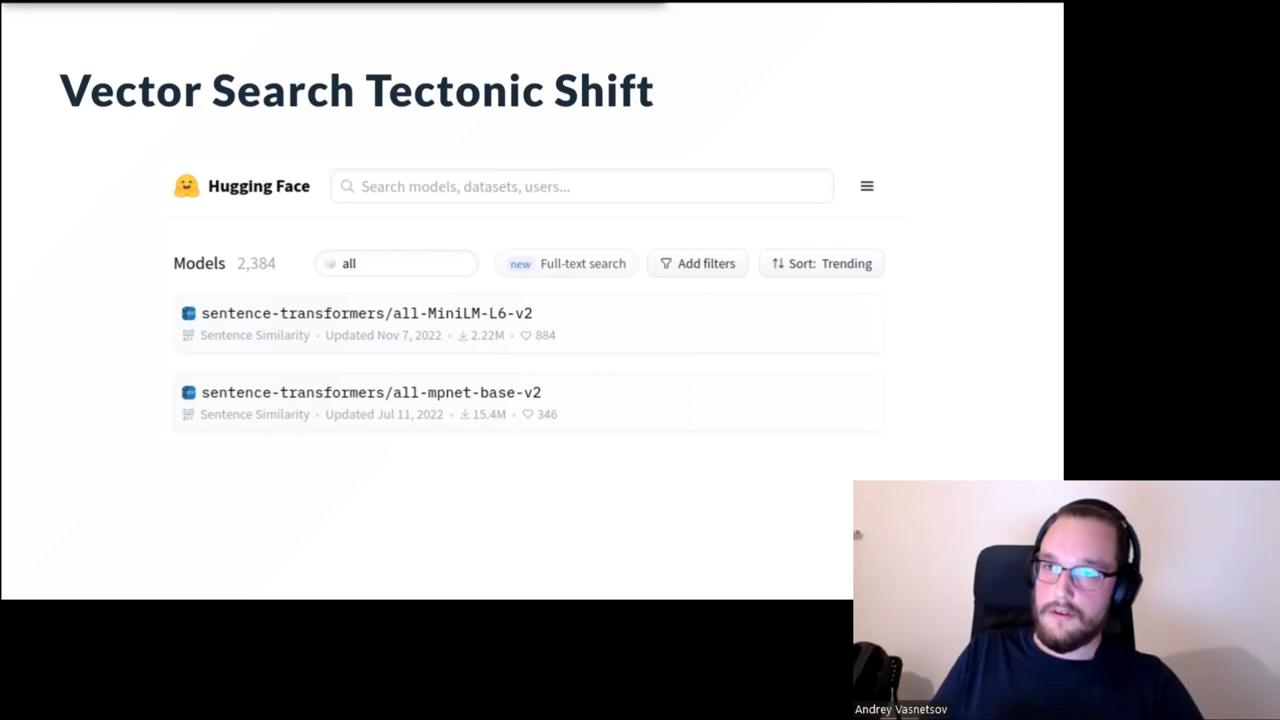 Vector Search Tectonic Shift
Hugging Face Search models, datasets, users...
Models 2,384 all new Full-text search Add filters Sort: Trending
sentence-transformers/all-MiniLM-L6-v2
Sentence Similarity • Updated Nov 7, 2022 • 2.22M • 884
sentence-transformers/all-mpnet-base-v2
Sentence Similarity • Updated Jul 11, 2022 • 15.4M • 346
Andrey Vasnetsov